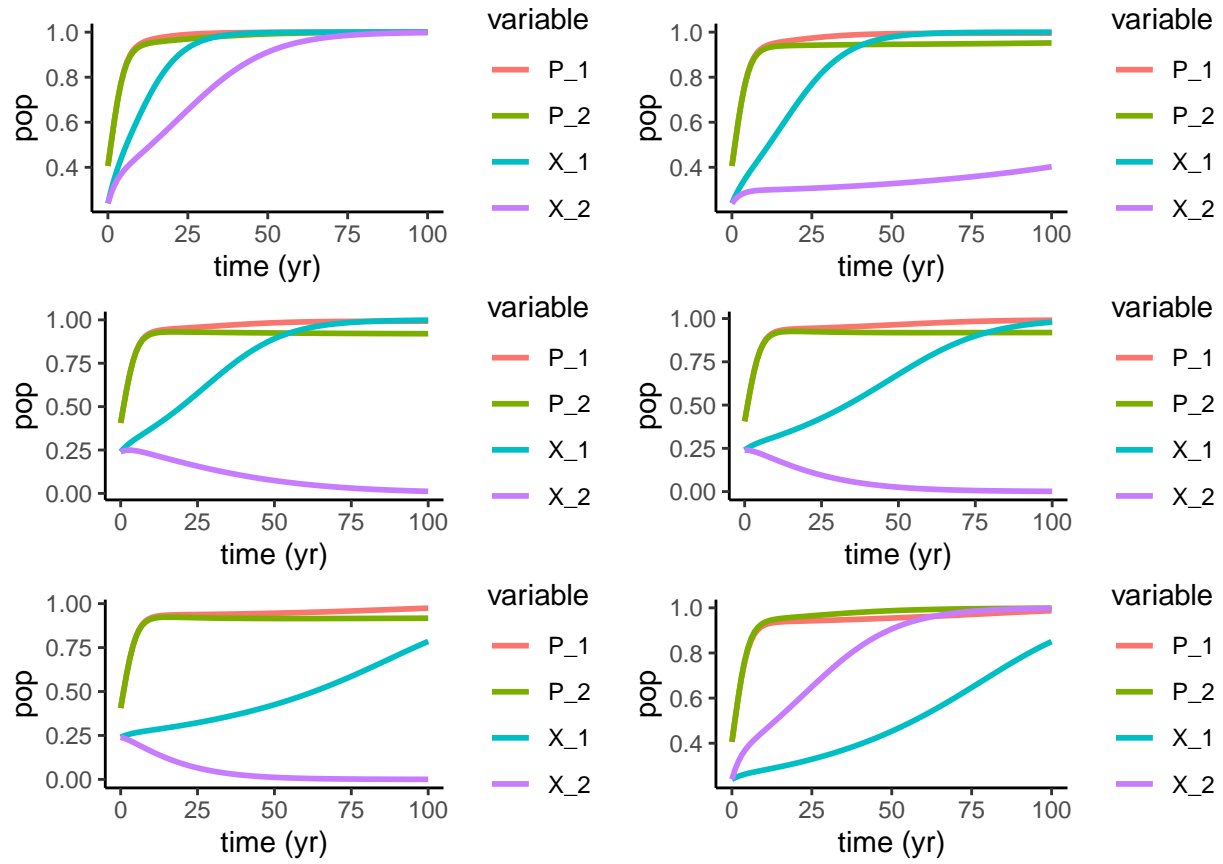 variable
1.0
0.8
0.6
0.4
pop
0
25
50
75
100
time (yr)
P_1
P_2
X_1
X_2
variable
1.0
0.8
0.6
0.4
pop
0
25
50
75
100
time (yr)
P_1
P_2
X_1
X_2
variable
1.00
0.75
0.50
0.25
0.00
pop
0
25
50
75
100
time (yr)
P_1
P_2
X_1
X_2
variable
1.00
0.75
0.50
0.25
0.00
pop
0
25
50
75
100
time (yr)
P_1
P_2
X_1
X_2
variable
1.00
0.75
0.50
0.25
0.00
pop
0
25
50
75
100
time (yr)
P_1
P_2
X_1
X_2
variable
1.0
0.8
0.6
0.4
pop
0
25
50
75
100
time (yr)
P_1
P_2
X_1
X_2